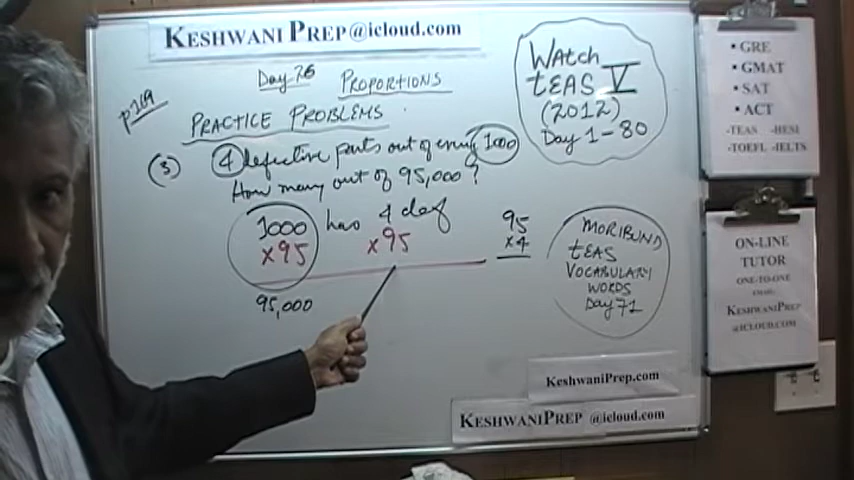 KESHWANI PREP@icloud.com
Day 76 PROPORTIONS
p169
PRACTICE PROBLEMS
(3) 4 defective parts out of every 1000
How many out of 95,000?
1000 has 4 def
x95 x95
95,000
95
x4
WAtch
tEAS V
(2012)
Day 1-80
MORIBUND
tEAS
VOCABULARY
WORDS
Day 71
• GRE
• GMAT
• SAT
• ACT
-TEAS -HESI
-TOEFL -IELTS
ON-LINE
TUTOR
ONE-TO-ONE
KESHWANIPREP
@ICLOUD.COM
KeshwaniPrep.com
KESHWANIPREP @icloud.com